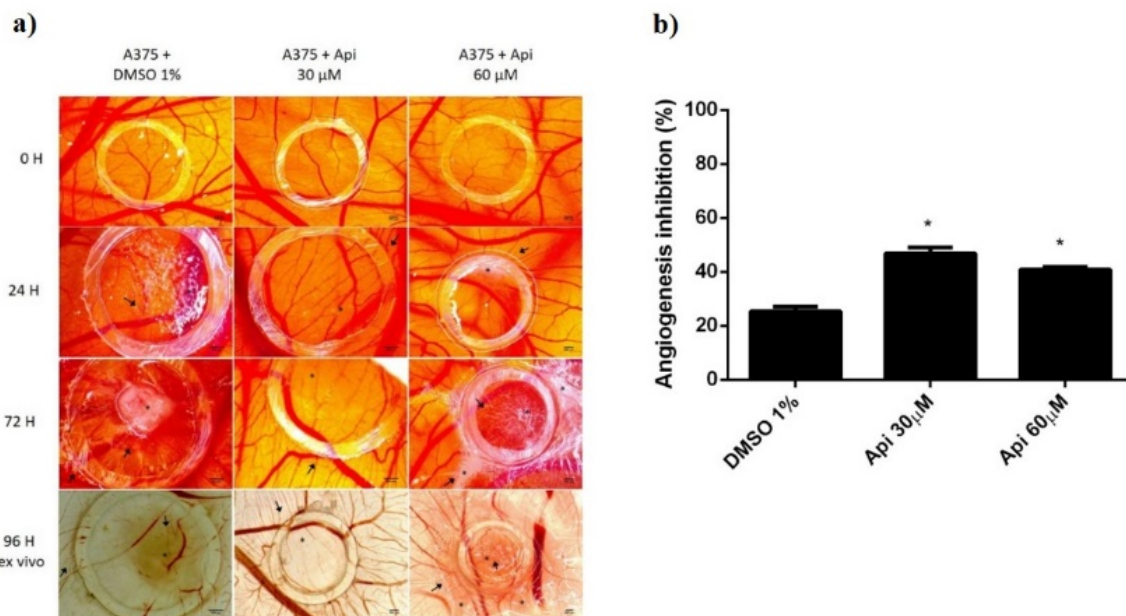 a)
A375 +
DMSO 1%
A375 + Api
30 μM
A375 + Api
60 μM
0 H
24 H
72 H
96 H
ex vivo
b)
Angiogenesis inhibition (%)
100
80
60
40
20
0
*
*
DMSO 1%
Api 30μM
Api 60μM